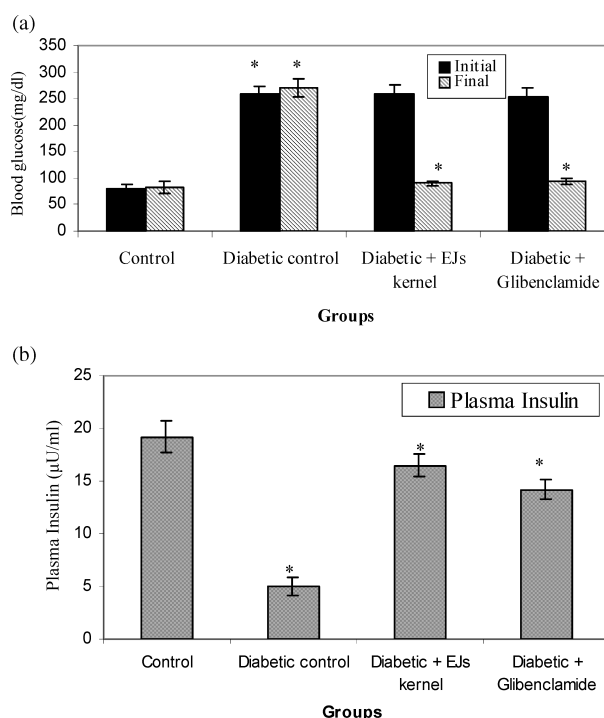 (a)
350
300
250
200
150
100
50
0
Blood glucose(mg/dl)
* *
*
*
Initial
Final
Control
Diabetic control
Diabetic + EJs
kernel
Diabetic +
Glibenclamide
Groups
(b)
25
20
15
10
5
0
Plasma Insulin (µU/ml)
Plasma Insulin
*
*
*
Control
Diabetic control
Diabetic + EJs
kernel
Diabetic +
Glibenclamide
Groups